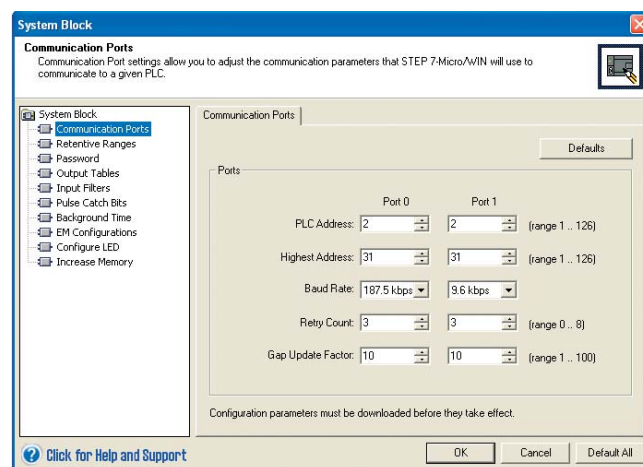 System Block
Communication Ports
Communication Port settings allow you to adjust the communication parameters that STEP 7-Micro/WIN will use to
communicate to a given PLC.
System Block
Communication Ports
Retentive Ranges
Password
Output Tables
Input Filters
Pulse Catch Bits
Background Time
EM Configurations
Configure LED
Increase Memory
Communication Ports
Defaults
Ports
Port 0 Port 1
PLC Address: 2 2 (range 1 .. 126)
Highest Address: 31 31 (range 1 .. 126)
Baud Rate: 187.5 kbps 9.6 kbps
Retry Count: 3 3 (range 0 .. 8)
Gap Update Factor: 10 10 (range 1 .. 100)
Configuration parameters must be downloaded before they take effect.
Click for Help and Support
OK Cancel Default All